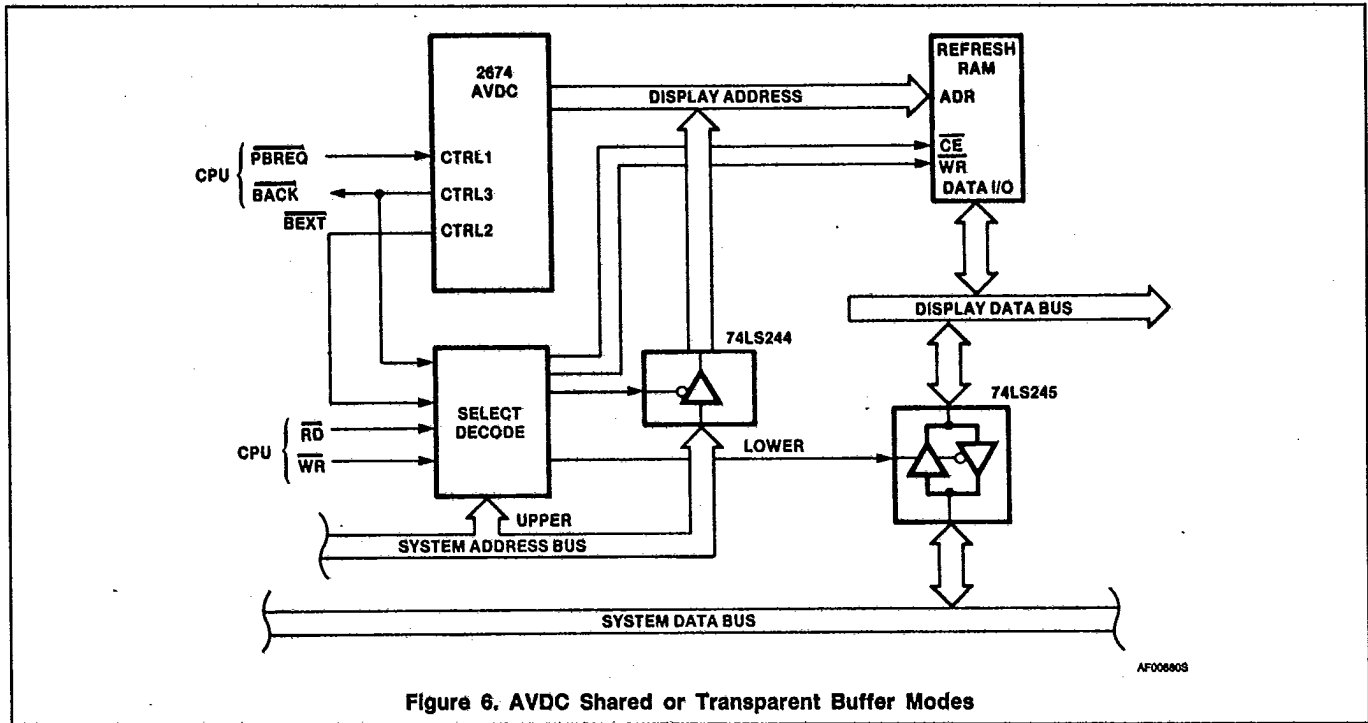 2674
AVDC
REFRESH
RAM
DISPLAY ADDRESS
ADR
CPU
PBREQ
CTRL1
CE
WR
BACK
CTRL3
DATA I/O
BEXT
CTRL2
DISPLAY DATA BUS
74LS244
74LS245
SELECT
DECODE
CPU
RD
WR
LOWER
UPPER
SYSTEM ADDRESS BUS
SYSTEM DATA BUS
AF00680S
Figure 6. AVDC Shared or Transparent Buffer Modes